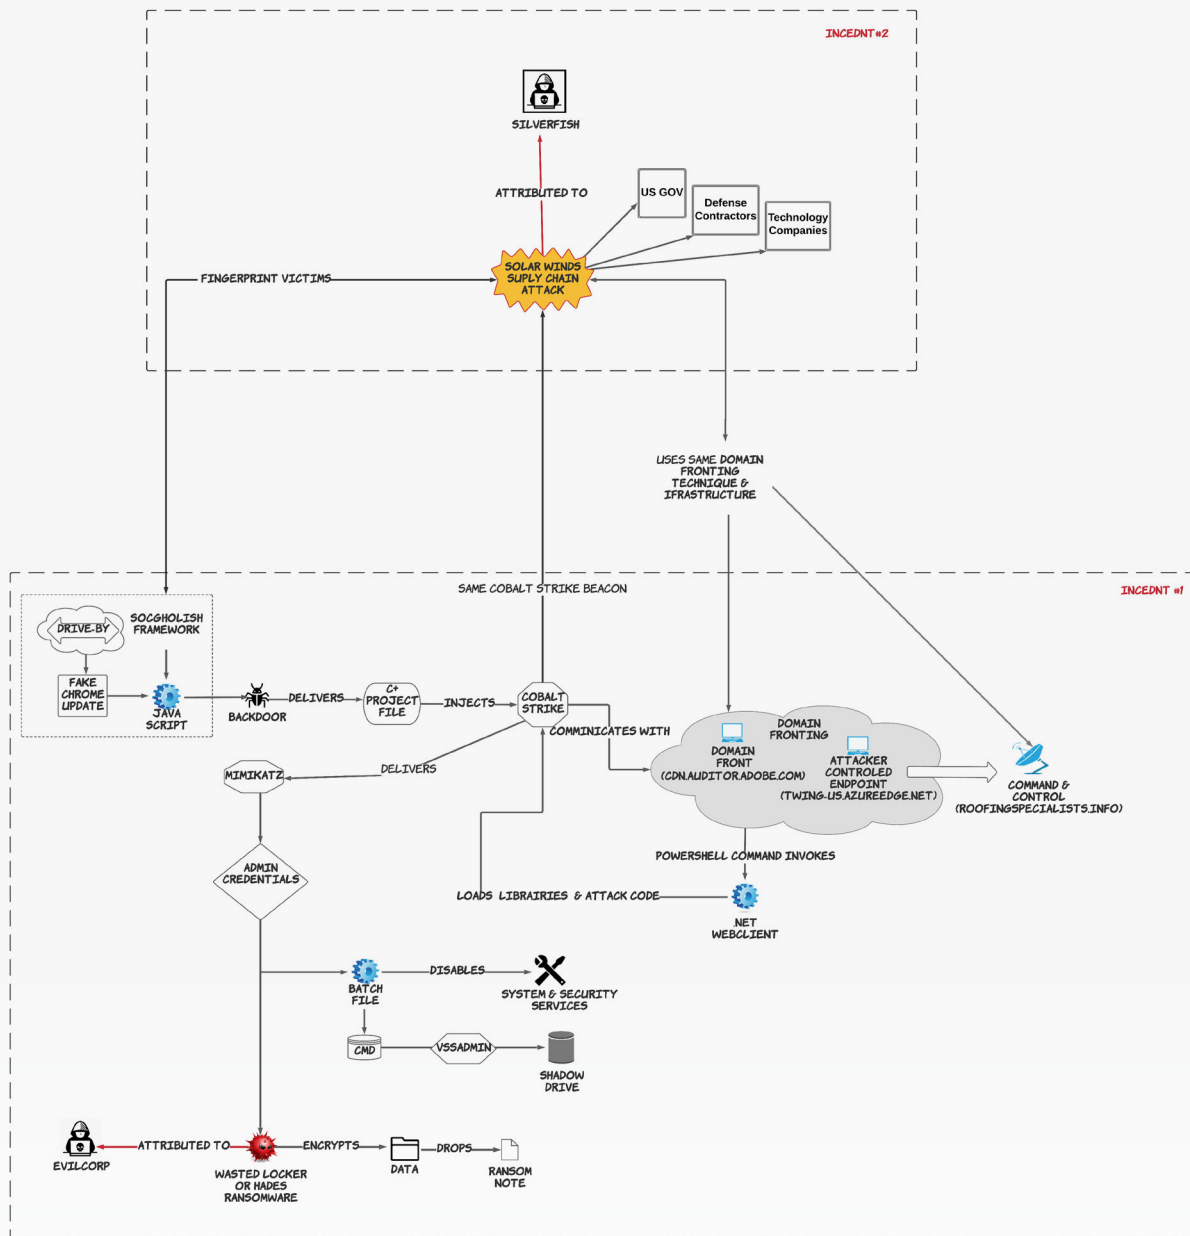 INCEDNT #2
SILVERFISH
ATTRIBUTED TO
US GOV
Defense
Contractors
Technology
Companies
SOLAR WINDS
SUPLY CHAIN
ATTACK
FINGERPRINT VICTIMS
USES SAME DOMAIN
FRONTING
TECHNIQUE &
IFRASTRUCTURE
SAME COBALT STRIKE BEACON
INCEDNT #1
DRIVE-BY
SOCGHOLISH
FRAMEWORK
FAKE
CHROME
UPDATE
JAVA
SCRIPT
BACKDOOR
DELIVERS
C+
PROJECT
FILE
INJECTS
COBALT
STRIKE
COMMINICATES WITH
DOMAIN
FRONTING
DOMAIN
FRONT
(CDN.AUDITOR.ADOBE.COM)
ATTACKER
CONTROLED
ENDPOINT
(TWING-US.AZUREEDGE.NET)
COMMAND &
CONTROL
(ROOFINGSPECIALISTS.INFO)
DELIVERS
MIMIKATZ
POWERSHELL COMMAND INVOKES
ADMIN
CREDENTIALS
LOADS LIBRAIRIES & ATTACK CODE
.NET
WEBCLIENT
BATCH
FILE
DISABLES
SYSTEM & SECURITY
SERVICES
CMD
VSSADMIN
SHADOW
DRIVE
EVILCORP
ATTRIBUTED TO
WASTED LOCKER
OR HADES
RANSOMWARE
ENCRYPTS
DATA
DROPS
RANSOM
NOTE